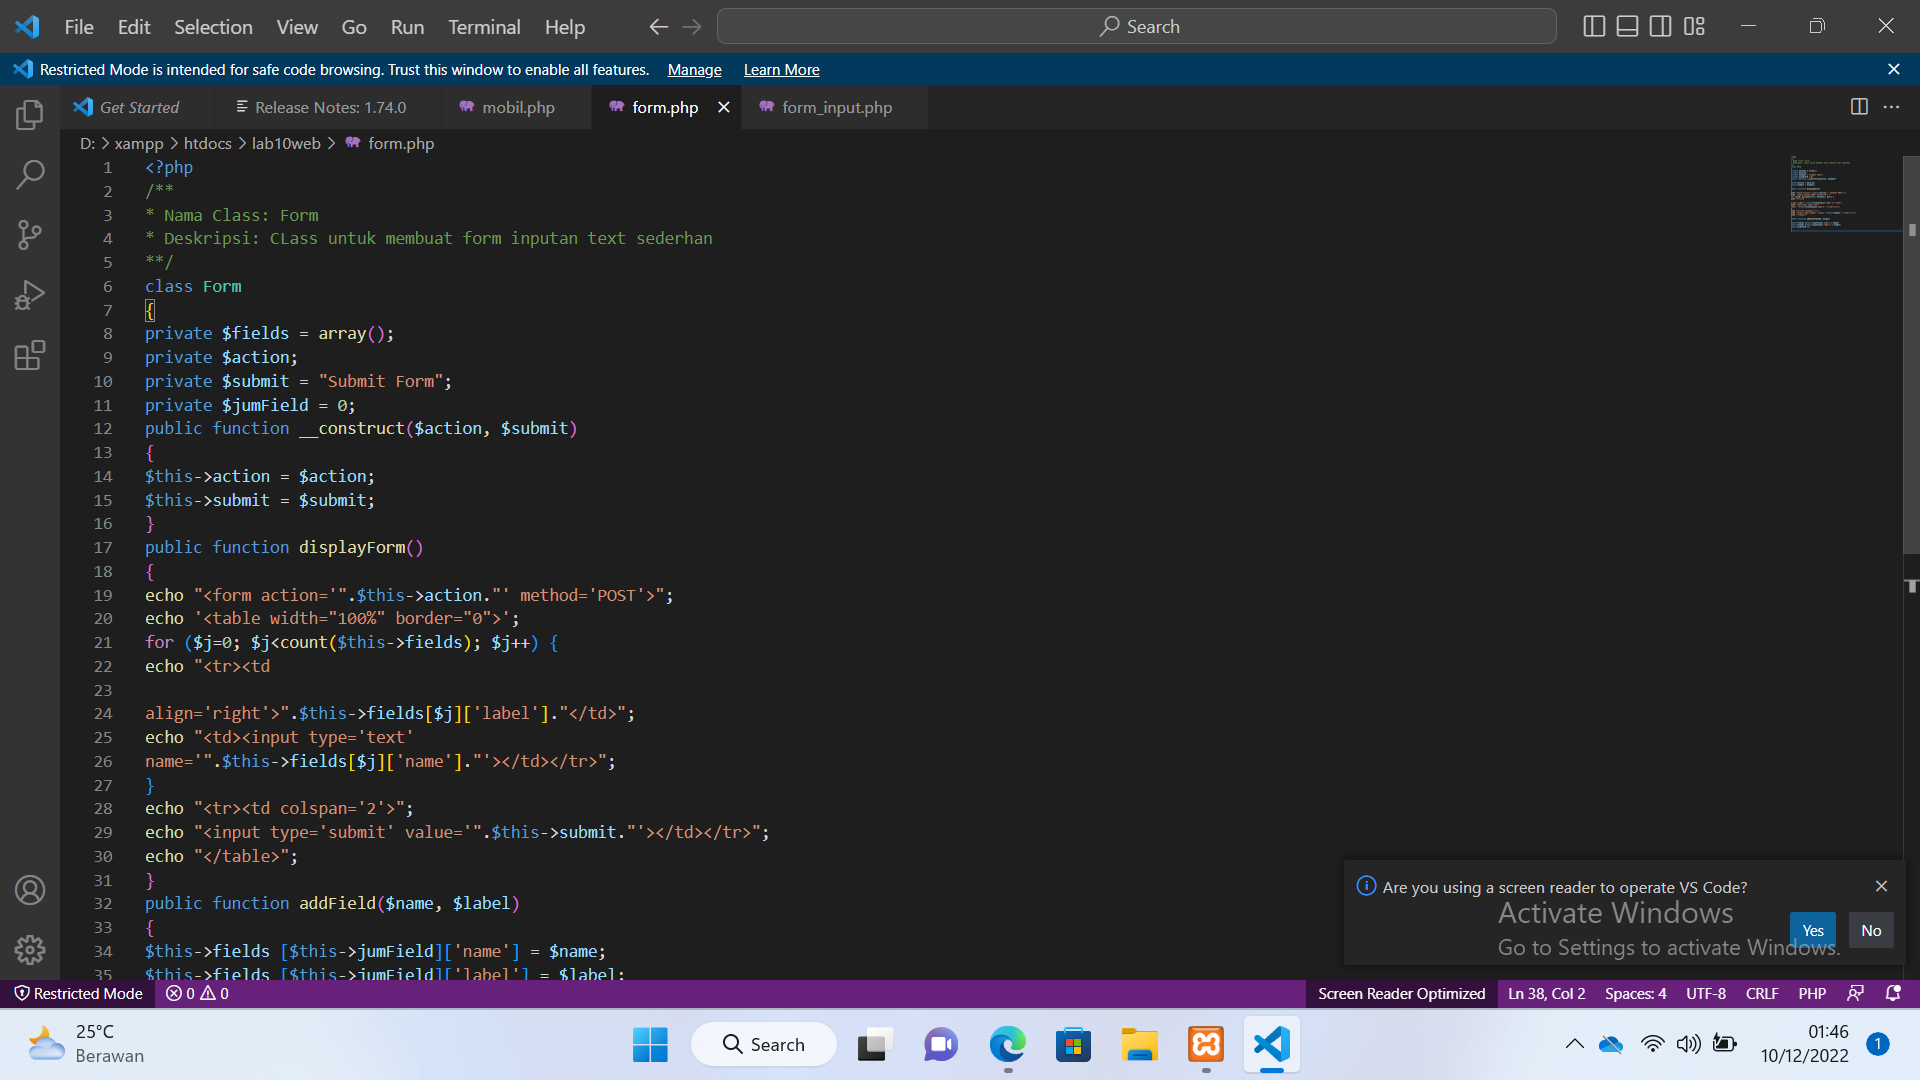 File Edit Selection View Go Run Terminal Help
Search
Restricted Mode is intended for safe code browsing. Trust this window to enable all features. Manage Learn More
Get Started Release Notes: 1.74.0 mobil.php form.php form_input.php
D: > xampp > htdocs > lab10web > form.php
1 <?php
2 /**
3 * Nama Class: Form
4 * Deskripsi: CLass untuk membuat form inputan text sederhan
5 **/
6 class Form
7 {
8 private $fields = array();
9 private $action;
10 private $submit = "Submit Form";
11 private $jumField = 0;
12 public function __construct($action, $submit)
13 {
14 $this->action = $action;
15 $this->submit = $submit;
16 }
17 public function displayForm()
18 {
19 echo "<form action='".$this->action."' method='POST'>";
20 echo '<table width="100%" border="0">';
21 for ($j=0; $j<count($this->fields); $j++) {
22 echo "<tr><td
23
24 align='right'>".$this->fields[$j]['label']."</td>";
25 echo "<td><input type='text'
26 name='".$this->fields[$j]['name']."'></td></tr>";
27 }
28 echo "<tr><td colspan='2'>";
29 echo "<input type='submit' value='".$this->submit."'></td></tr>";
30 echo "</table>";
31 }
32 public function addField($name, $label)
33 {
34 $this->fields [$this->jumField]['name'] = $name;
35 $this->fields [$this->jumField]['label'] = $label;
Are you using a screen reader to operate VS Code?
Yes No
Activate Windows
Go to Settings to activate Windows.
Restricted Mode 0 0 Screen Reader Optimized Ln 38, Col 2 Spaces: 4 UTF-8 CRLF PHP
25°C
Berawan
Search
01:46
10/12/2022
1